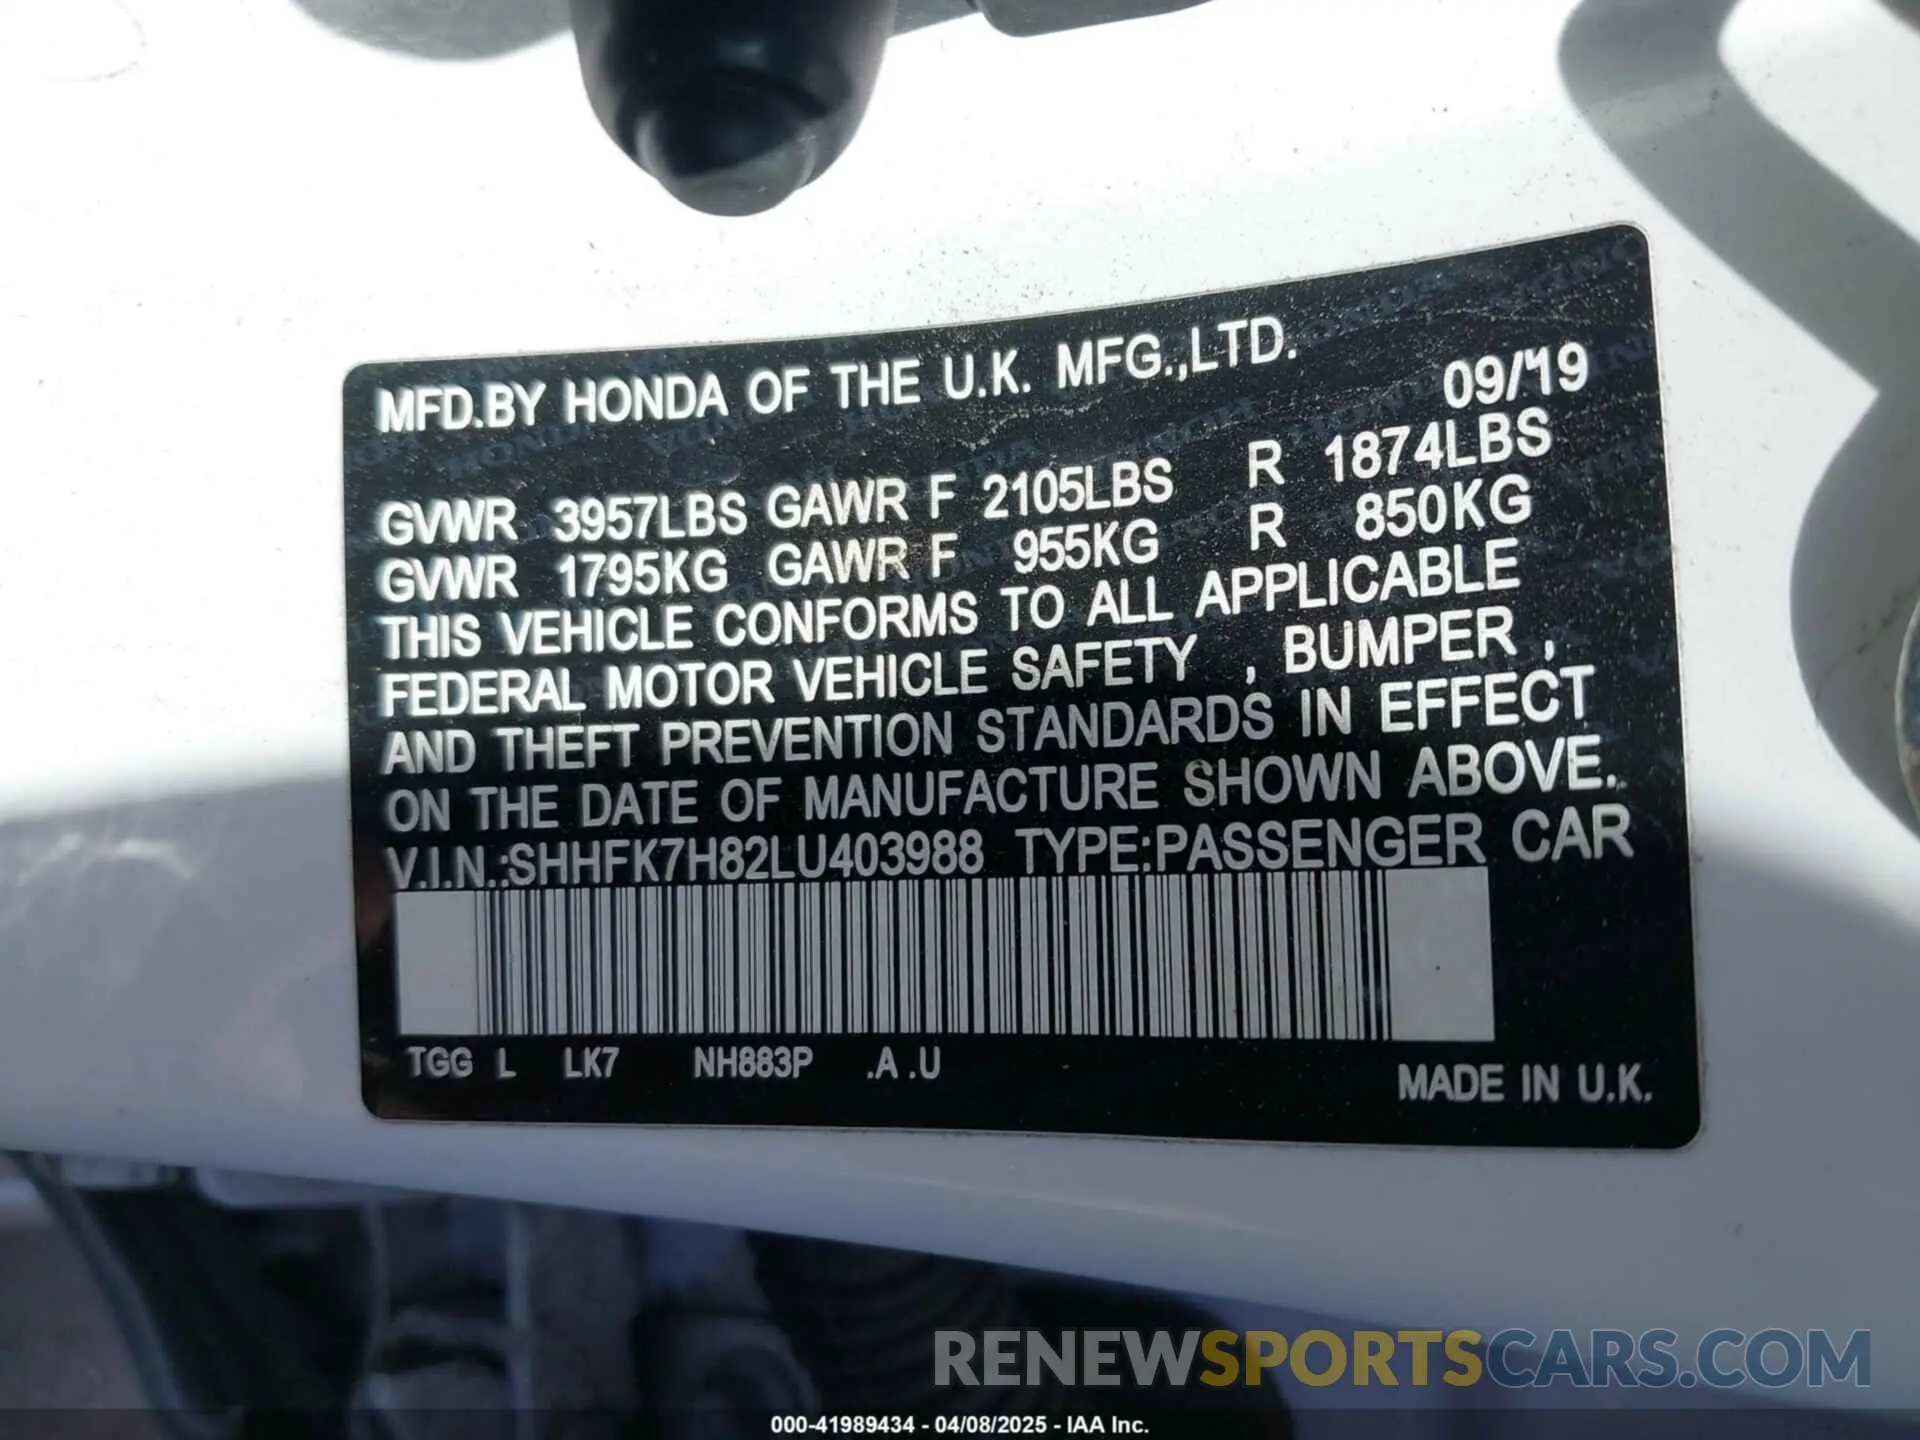 MFD.BY HONDA OF THE U.K. MFG.,LTD. 09/19
GVWR 3957LBS GAWR F 2105LBS R 1874LBS
GVWR 1795KG GAWR F 955KG R 850KG
THIS VEHICLE CONFORMS TO ALL APPLICABLE
FEDERAL MOTOR VEHICLE SAFETY , BUMPER ,
AND THEFT PREVENTION STANDARDS IN EFFECT
ON THE DATE OF MANUFACTURE SHOWN ABOVE.
V.I.N.:SHHFK7H82LU403988 TYPE:PASSENGER CAR
TGG L LK7 NH883P .A .U MADE IN U.K.
RENEWSPORTSCARS.COM
000-41989434 - 04/08/2025 - IAA Inc.